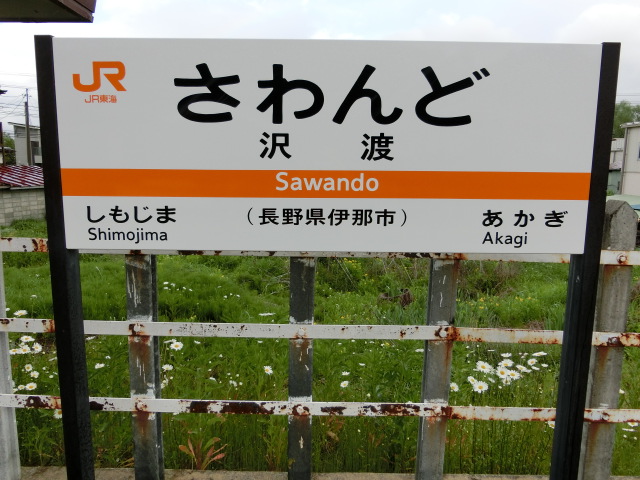 JR
JR東海
さわんど
沢渡
Sawando
しもじま
Shimojima
(長野県伊那市)
あかぎ
Akagi